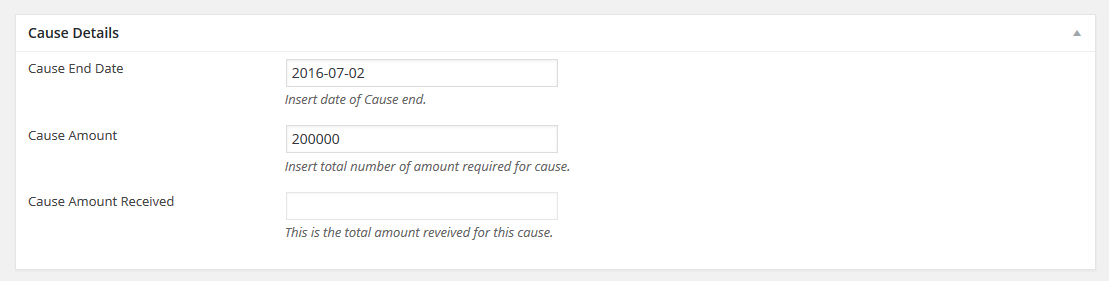 Cause Details
Cause End Date
2016-07-02
Insert date of Cause end.
Cause Amount
200000
Insert total number of amount required for cause.
Cause Amount Received
This is the total amount reveived for this cause.